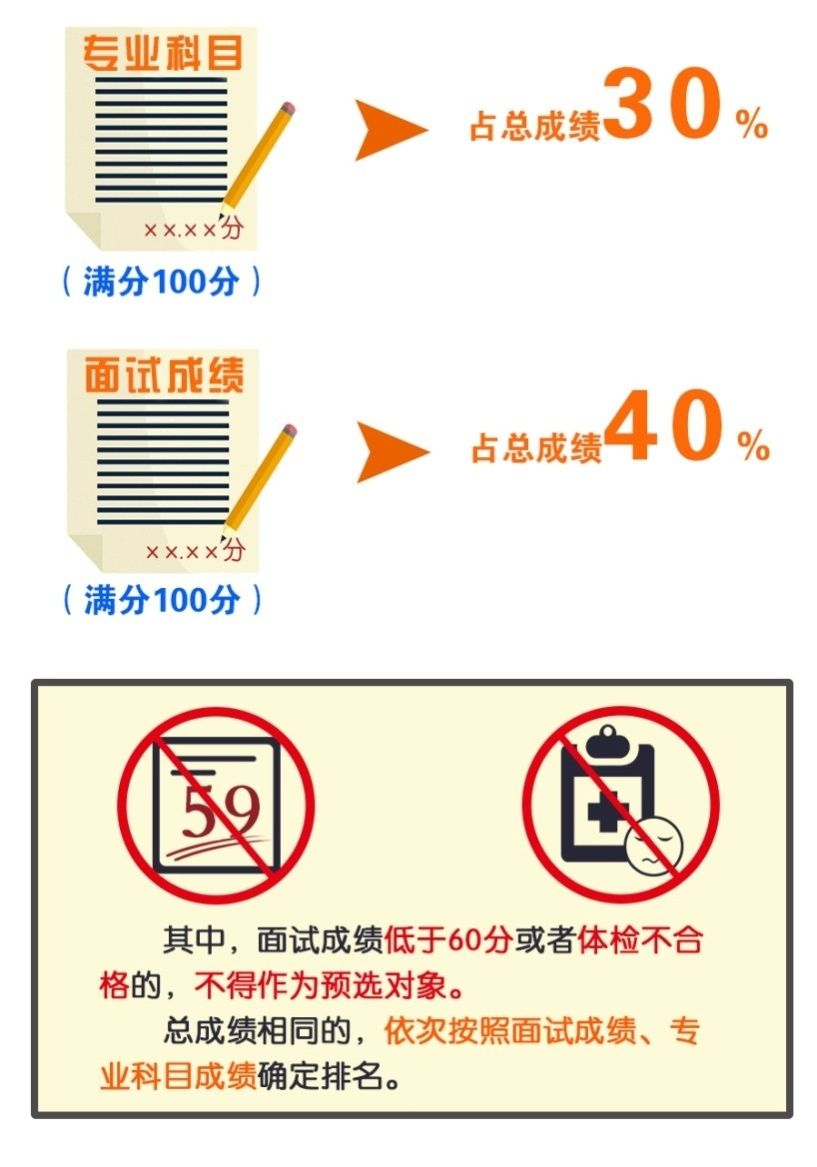 专业科目
××.××分
（满分100分）
占总成绩30%
面试成绩
××.××分
（满分100分）
占总成绩40%
59
其中，面试成绩低于60分或者体检不合
格的，不得作为预选对象。
总成绩相同的，依次按照面试成绩、专
业科目成绩确定排名。